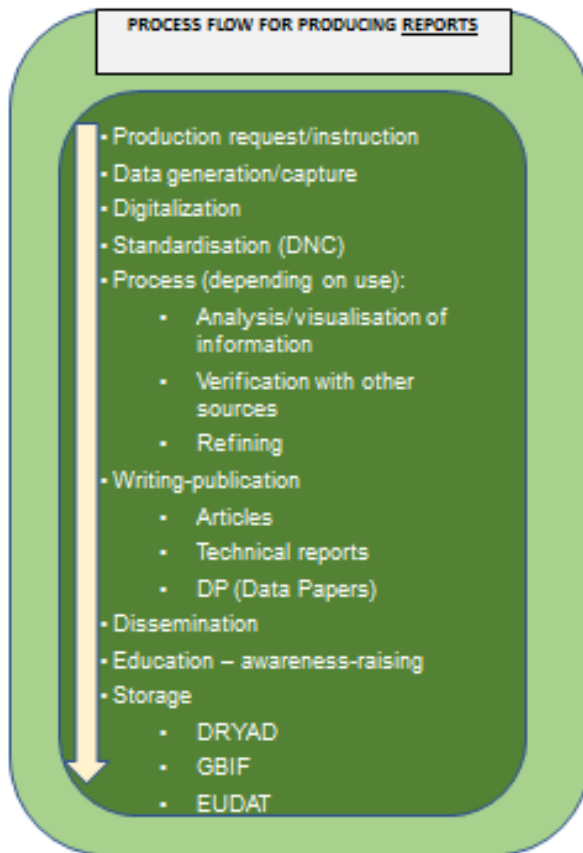 PROCESS FLOW FOR PRODUCING REPORTS
▪ Production request/instruction
▪ Data generation/capture
▪ Digitalization
▪ Standardisation (DNC)
▪ Process (depending on use):
▪ Analysis/visualisation of
information
▪ Verification with other
sources
▪ Refining
▪ Writing-publication
▪ Articles
▪ Technical reports
▪ DP (Data Papers)
▪ Dissemination
▪ Education – awareness-raising
▪ Storage
▪ DRYAD
▪ GBIF
▪ EUDAT